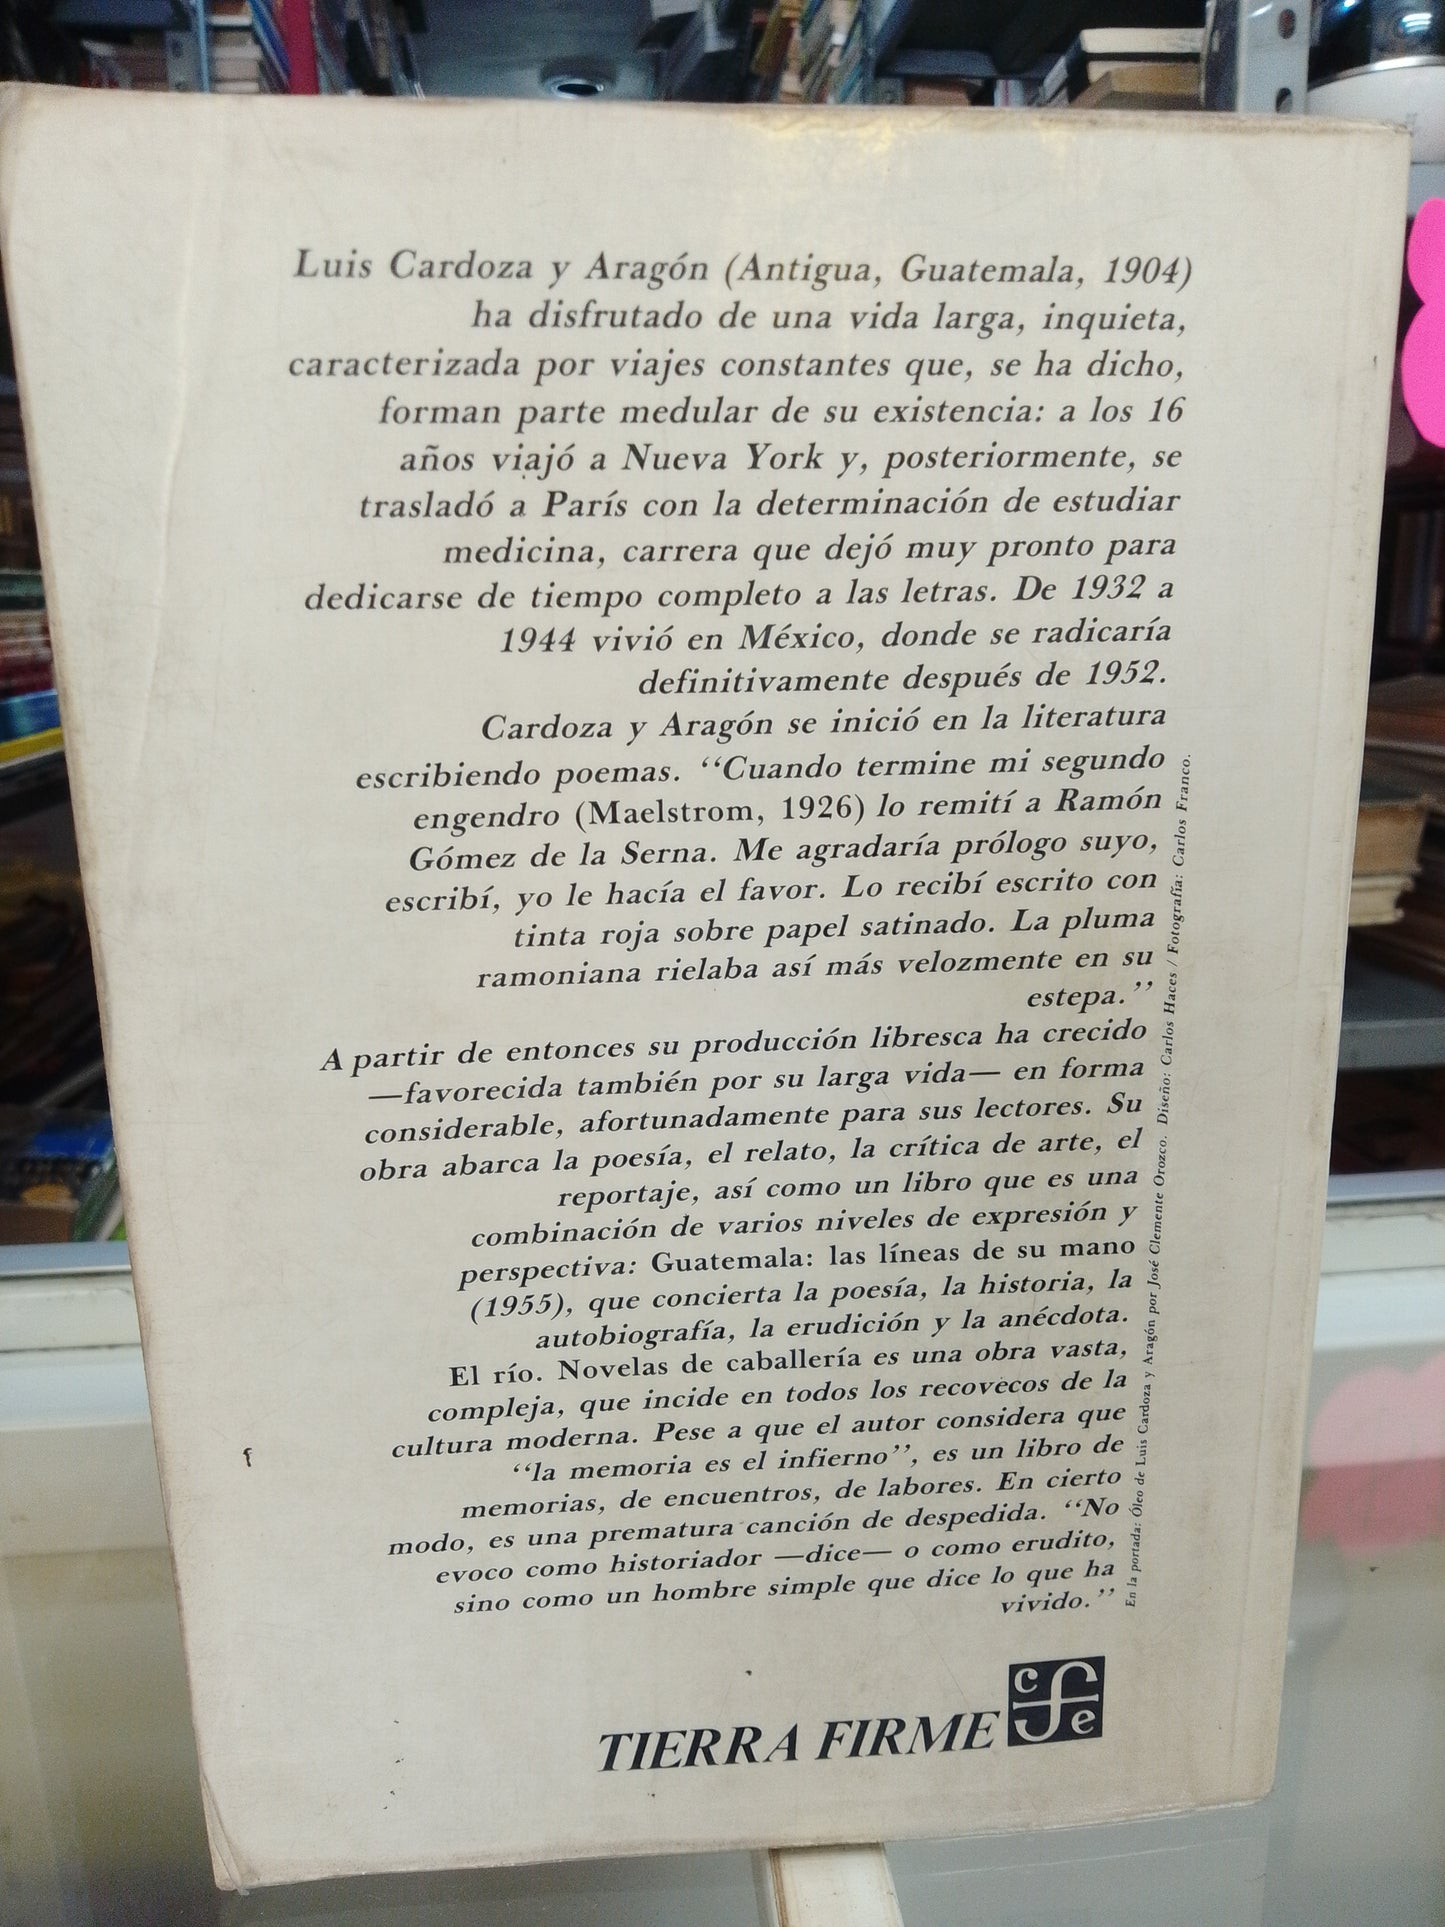 Luis Cardoza y Aragón (Antigua, Guatemala, 1904)
ha disfrutado de una vida larga, inquieta,
caracterizada por viajes constantes que, se ha dicho,
forman parte medular de su existencia: a los 16
años viajó a Nueva York y, posteriormente, se
trasladó a París con la determinación de estudiar
medicina, carrera que dejó muy pronto para
dedicarse de tiempo completo a las letras. De 1932 a
1944 vivió en México, donde se radicaría
definitivamente después de 1952.
Cardoza y Aragón se inició en la literatura
escribiendo poemas. “Cuando termine mi segundo
engendro (Maelstrom, 1926) lo remití a Ramón
Gómez de la Serna. Me agradaría prólogo suyo,
escribí, yo le hacía el favor. Lo recibí escrito con
tinta roja sobre papel satinado. La pluma
ramoniana rielaba así más velozmente en su
estepa.”
A partir de entonces su producción libresca ha crecido
—favorecida también por su larga vida— en forma
considerable, afortunadamente para sus lectores. Su
obra abarca la poesía, el relato, la crítica de arte, el
reportaje, así como un libro que es una
combinación de varios niveles de expresión y
perspectiva: Guatemala: las líneas de su mano
(1955), que concierta la poesía, la historia, la
autobiografía, la erudición y la anécdota.
El río. Novelas de caballería es una obra vasta,
compleja, que incide en todos los recovecos de la
cultura moderna. Pese a que el autor considera que
“la memoria es el infierno”, es un libro de
memorias, de encuentros, de labores. En cierto
modo, es una prematura canción de despedida. “No
evoco como historiador —dice— o como erudito,
sino como un hombre simple que dice lo que ha
vivido.”
En la portada: Óleo de Luis Cardoza y Aragón por José Clemente Orozco. Diseño: Carlos Haces / Fotografía: Carlos Franco.
TIERRA FIRME
cfe